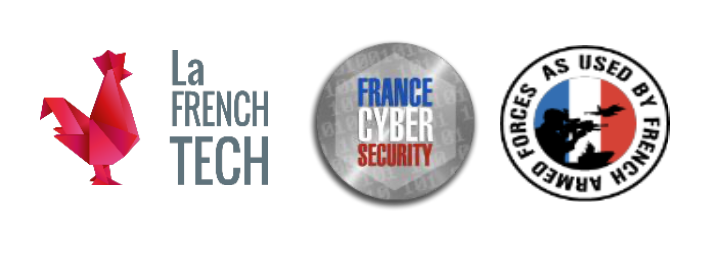 La
FRENCH
TECH
FRANCE
CYBER
SECURITY
AS USED BY FRENCH ARMED FORCES